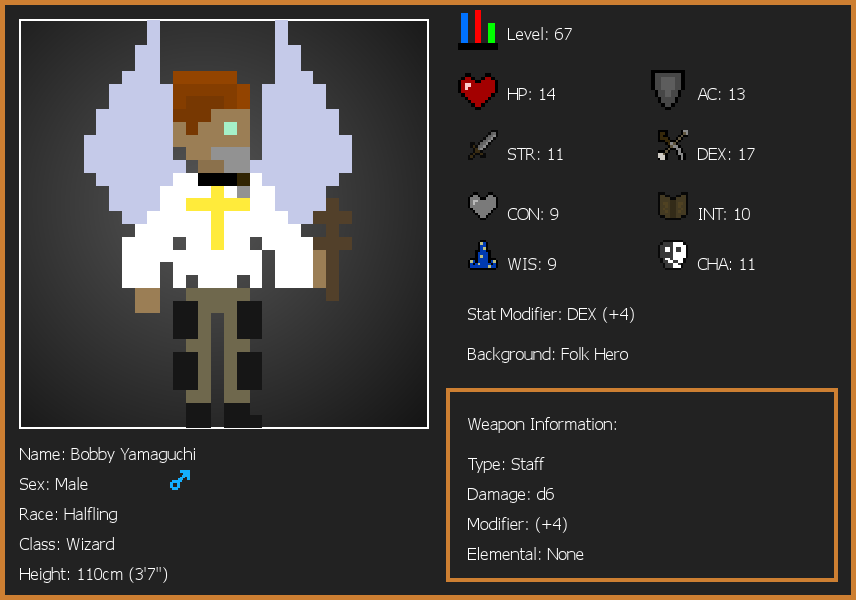 Level: 67
HP: 14
AC: 13
STR: 11
DEX: 17
CON: 9
INT: 10
WIS: 9
CHA: 11
Stat Modifier: DEX (+4)
Background: Folk Hero
Weapon Information:
Type: Staff
Damage: d6
Modifier: (+4)
Elemental: None
Name: Bobby Yamaguchi
Sex: Male
Race: Halfling
Class: Wizard
Height: 110cm (3'7")